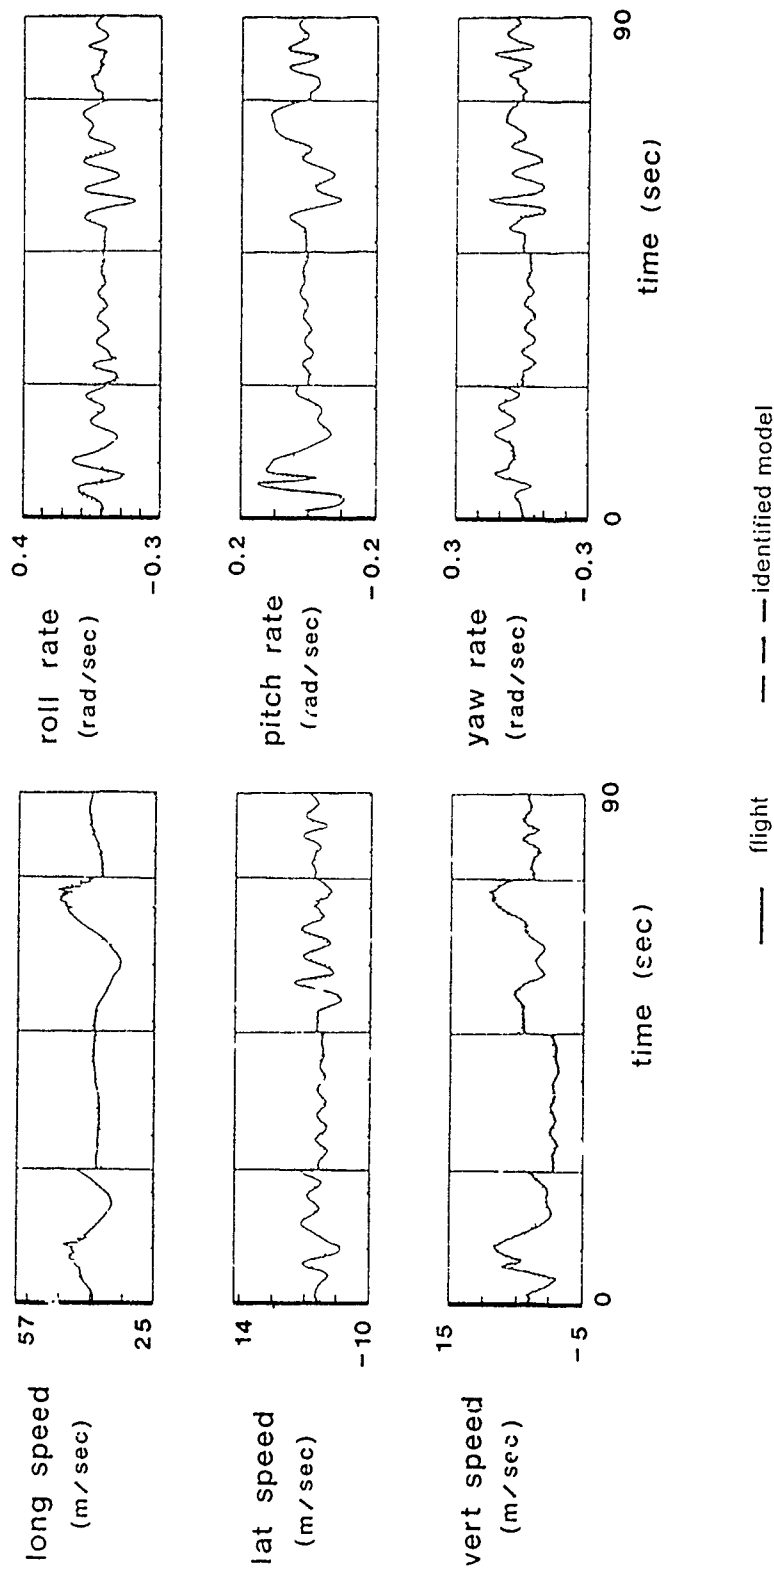 long speed
(m/sec)
57
25
lat speed
(m/sec)
14
-10
vert speed
(m/sec)
15
-5
0
90
time (sec)
roll rate
(rad/sec)
0.4
-0.3
pitch rate
(rad/sec)
0.2
-0.2
yaw rate
(rad/sec)
0.3
-0.3
0
90
time (sec)
flight
identified model